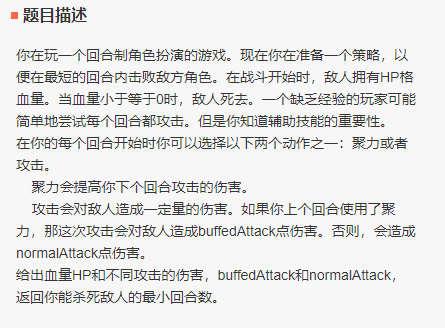 题目描述
你在玩一个回合制角色扮演的游戏。现在你在准备一个策略，以
便在最短的回合内击败敌方角色。在战斗开始时，敌人拥有HP格
血量。当血量小于等于0时，敌人死去。一个缺乏经验的玩家可能
简单地尝试每个回合都攻击。但是你知道辅助技能的重要性。
在你的每个回合开始时你可以选择以下两个动作之一：聚力或者
攻击。
聚力会提高你下个回合攻击的伤害。
攻击会对敌人造成一定量的伤害。如果你上个回合使用了聚
力，那这次攻击会对敌人造成buffedAttack点伤害。否则，会造成
normalAttack点伤害。
给出血量HP和不同攻击的伤害，buffedAttack和normalAttack，
返回你能杀死敌人的最小回合数。